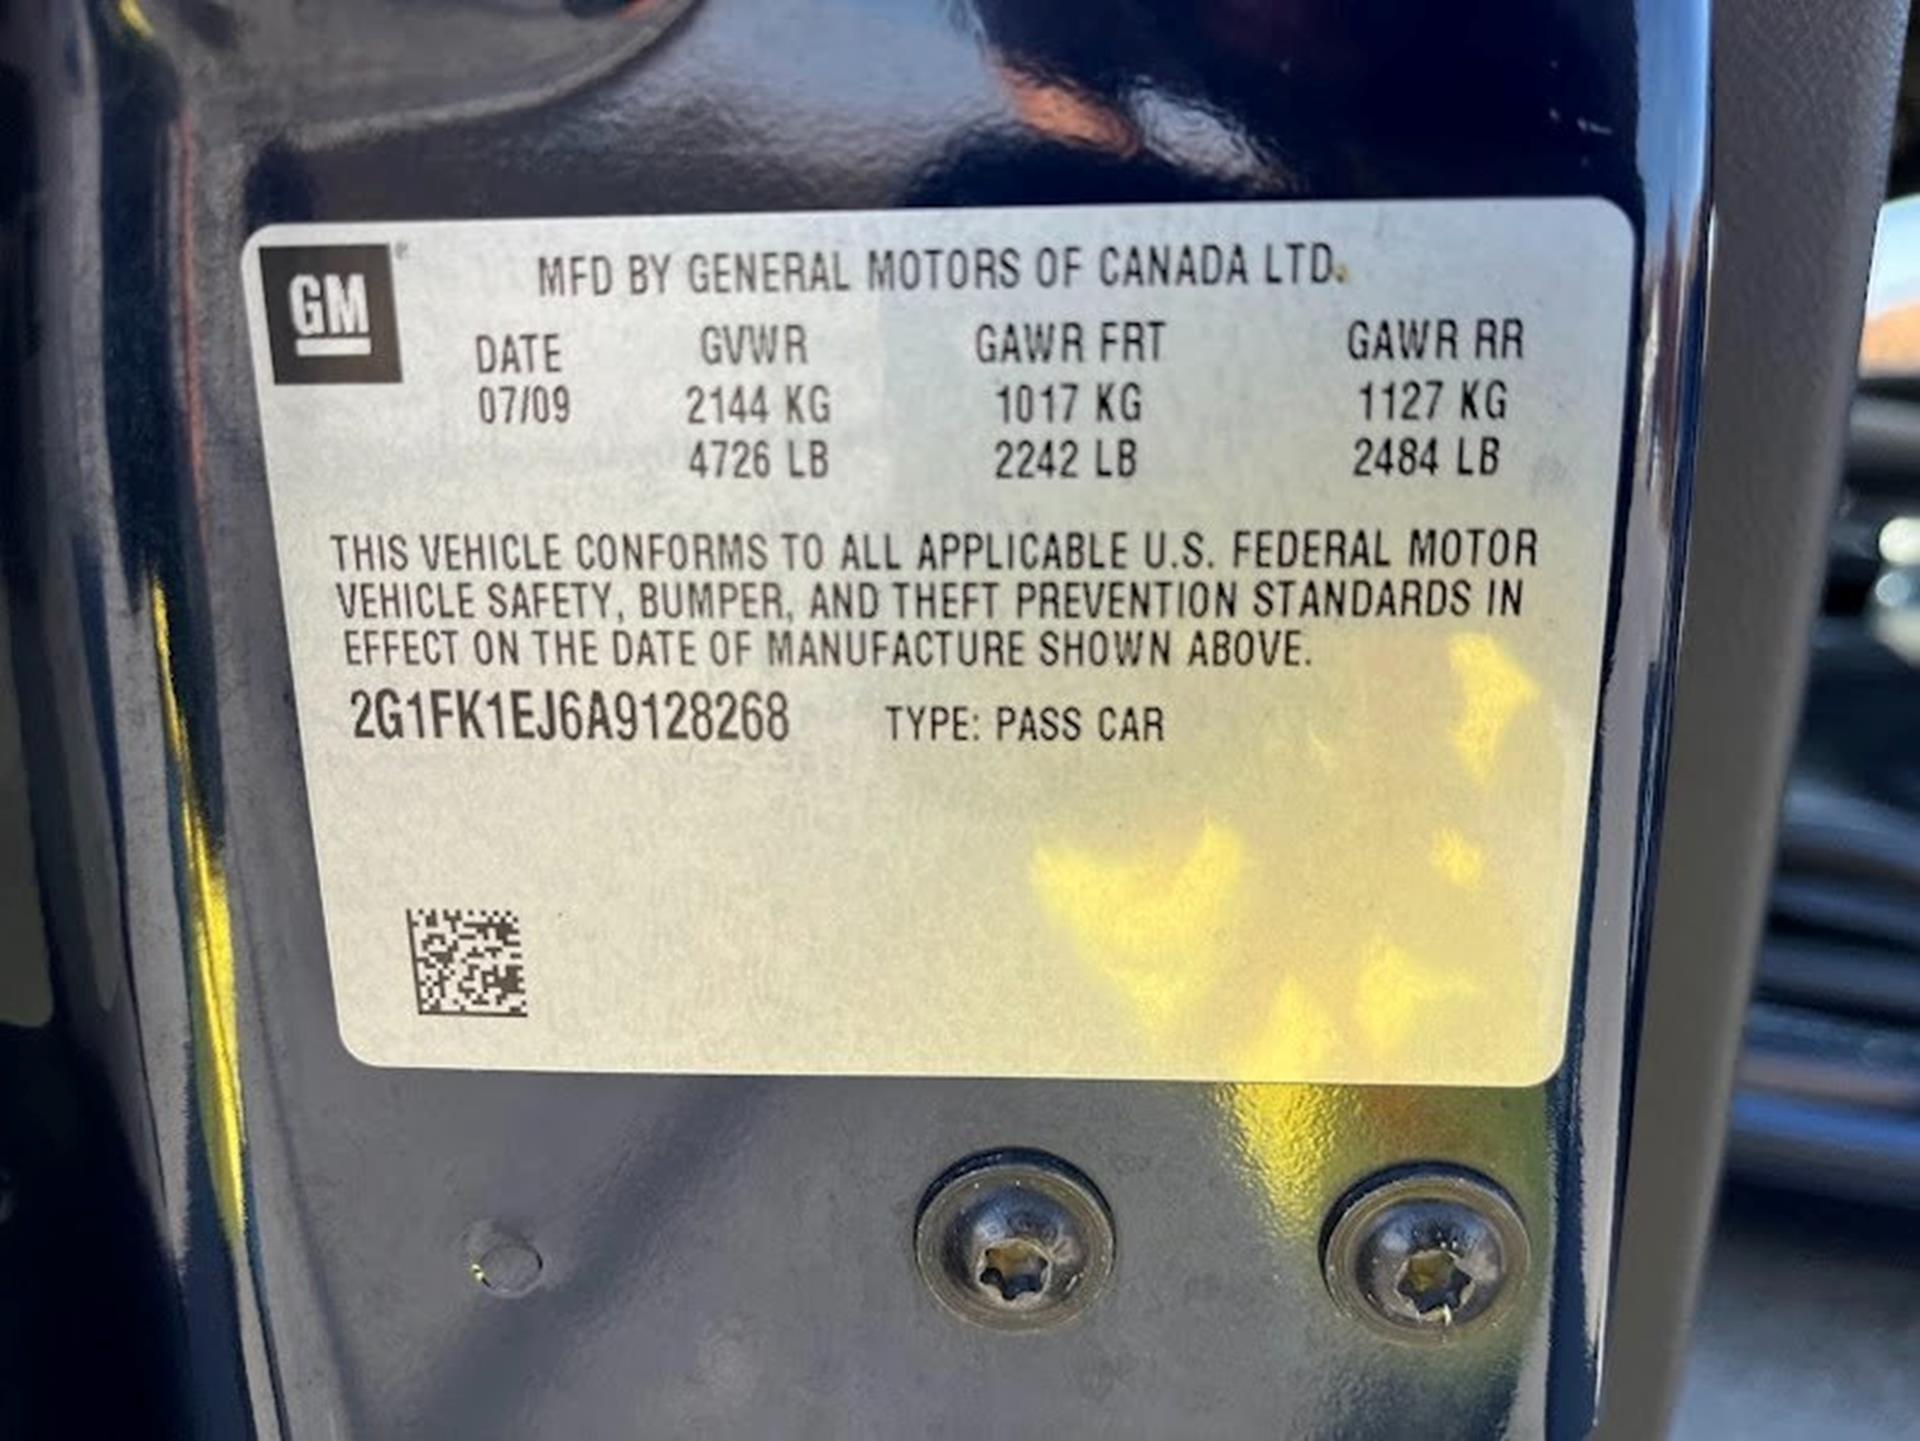 GM
MFD BY GENERAL MOTORS OF CANADA LTD.
DATE GVWR GAWR FRT GAWR RR
07/09 2144 KG 1017 KG 1127 KG
4726 LB 2242 LB 2484 LB
THIS VEHICLE CONFORMS TO ALL APPLICABLE U.S. FEDERAL MOTOR
VEHICLE SAFETY, BUMPER, AND THEFT PREVENTION STANDARDS IN
EFFECT ON THE DATE OF MANUFACTURE SHOWN ABOVE.
2G1FK1EJ6A9128268 TYPE: PASS CAR